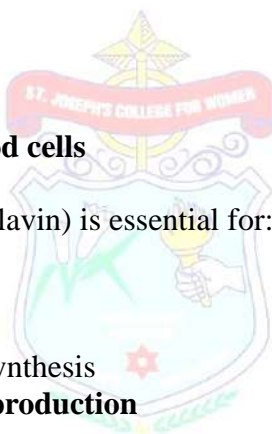 ST. JOSEPH'S COLLEGE FOR WOMEN
d cells
lavin) is essential for:
ynthesis
production